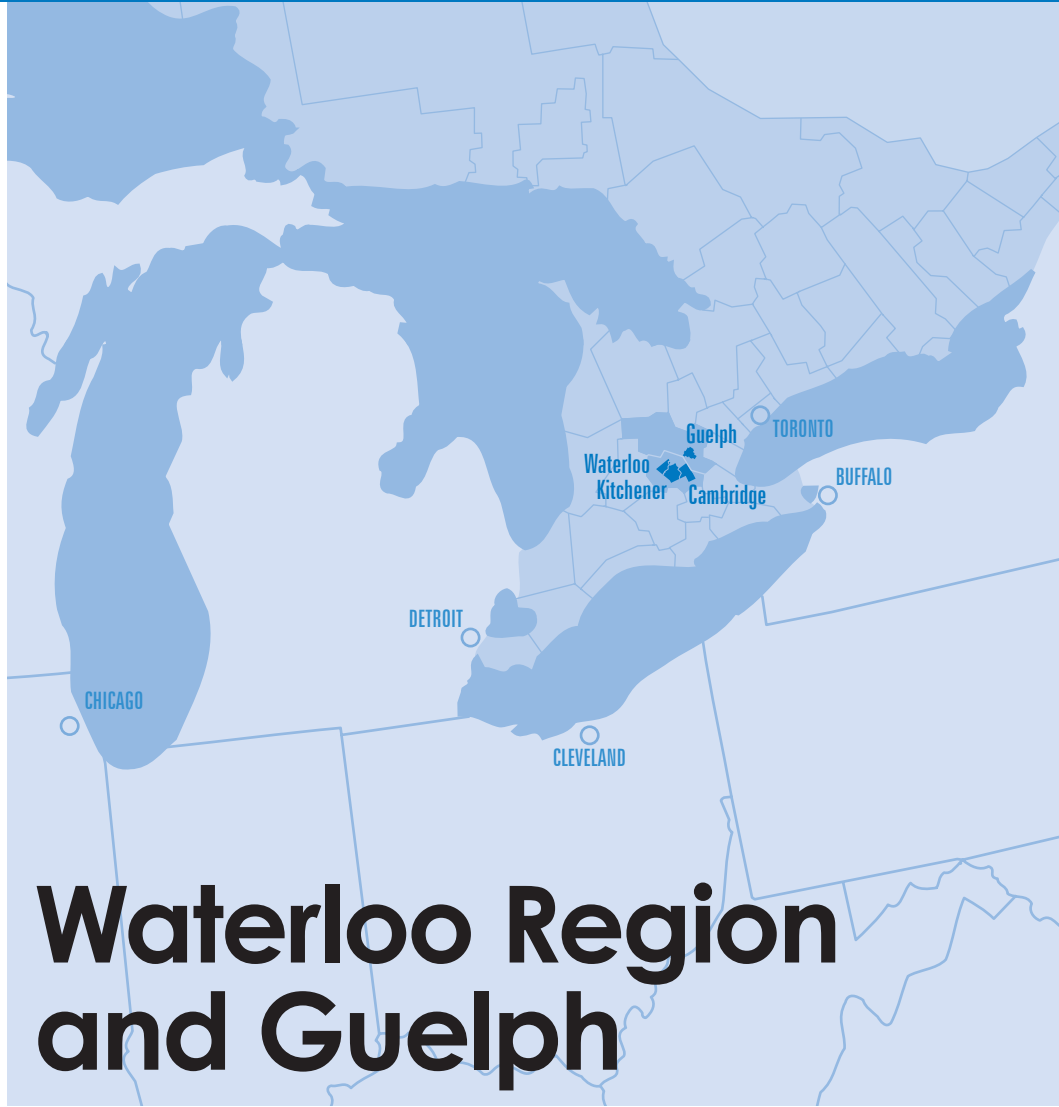 Guelph
TORONTO
Waterloo
Kitchener
Cambridge
BUFFALO
DETROIT
CHICAGO
CLEVELAND
Waterloo Region
and Guelph